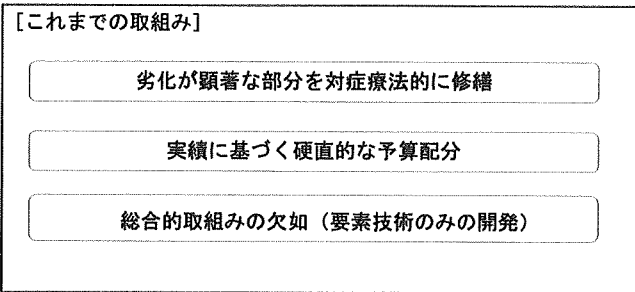 [これまでの取組み]
劣化が顕著な部分を対症療法的に修繕
実績に基づく硬直的な予算配分
総合的取組みの欠如（要素技術のみの開発）